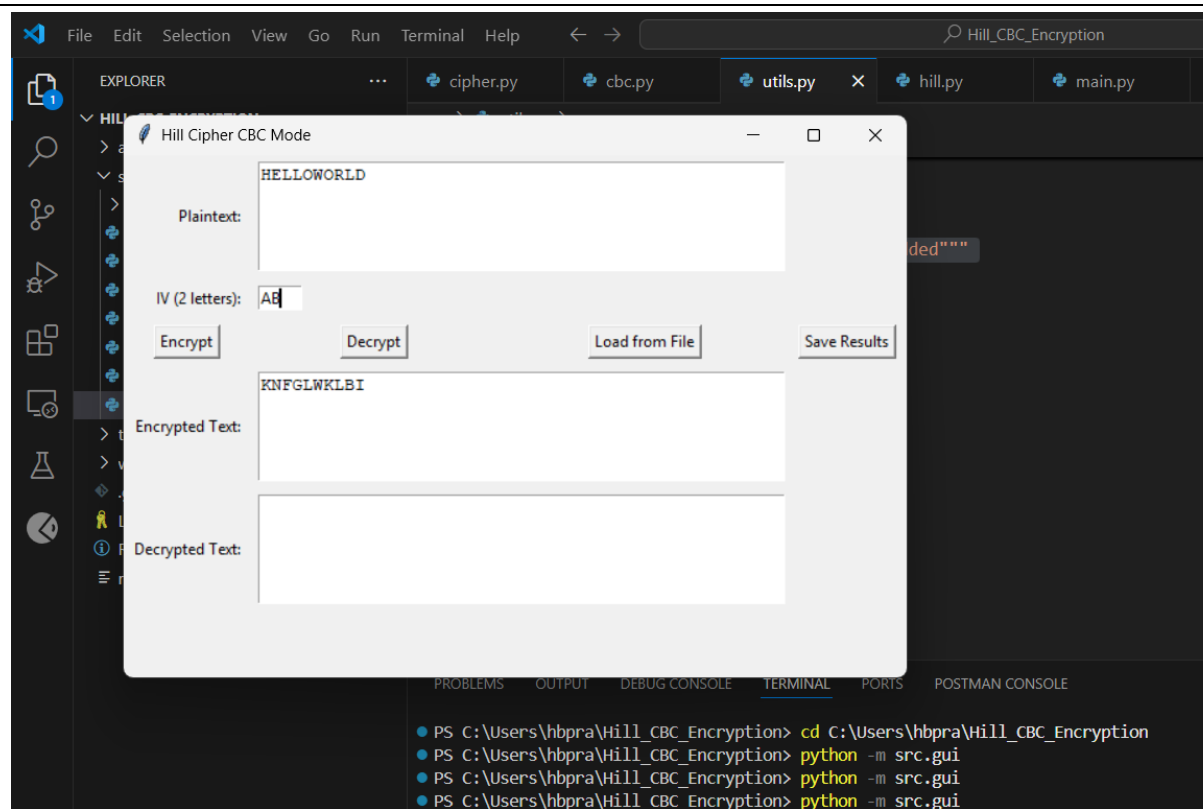 File Edit Selection View Go Run Terminal Help Hill_CBC_Encryption
EXPLORER ... cipher.py cbc.py utils.py hill.py main.py
1
Hill Cipher CBC Mode
Plaintext: HELLOWORLD
ded"""
IV (2 letters): AB
Encrypt Decrypt Load from File Save Results
Encrypted Text: KNFGLWKLBI
Decrypted Text:
PROBLEMS OUTPUT DEBUG CONSOLE TERMINAL PORTS POSTMAN CONSOLE
PS C:\Users\hbpra\Hill_CBC_Encryption> cd C:\Users\hbpra\Hill_CBC_Encryption
PS C:\Users\hbpra\Hill_CBC_Encryption> python -m src.gui
PS C:\Users\hbpra\Hill_CBC_Encryption> python -m src.gui
PS C:\Users\hbpra\Hill_CBC_Encryption> python -m src.gui